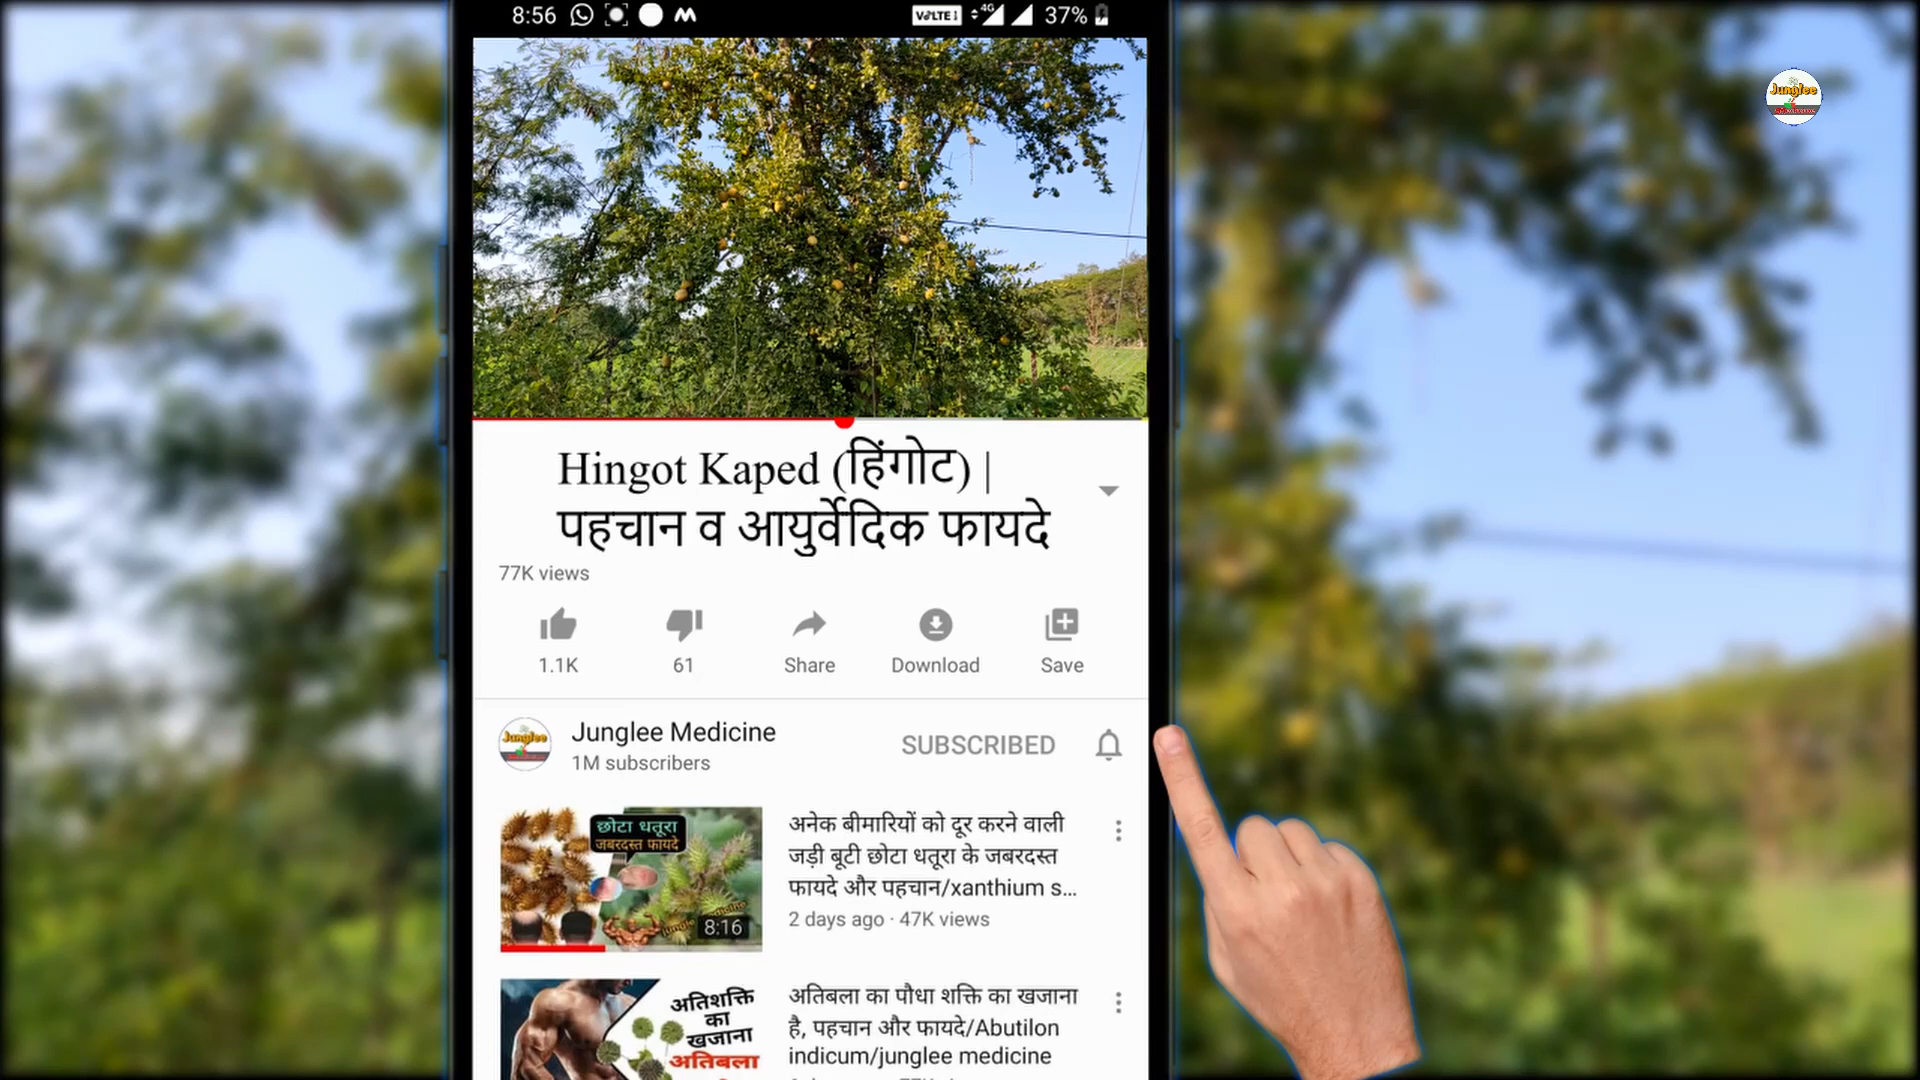 8:56
VoLTE 4G 37%
Junglee
Hingot Kaped (हिंगोट) |
पहचान व आयुर्वेदिक फायदे
77K views
1.1K 61 Share Download Save
Junglee
Junglee Medicine
1M subscribers
SUBSCRIBED
छोटा धतूरा
जबरदस्त फायदे
8:16
अनेक बीमारियों को दूर करने वाली
जड़ी बूटी छोटा धतूरा के जबरदस्त
फायदे और पहचान/xanthium s...
2 days ago · 47K views
अतिशक्ति
का
खजाना
अतिबला
अतिबला का पौधा शक्ति का खजाना
है, पहचान और फायदे/Abutilon
indicum/junglee medicine